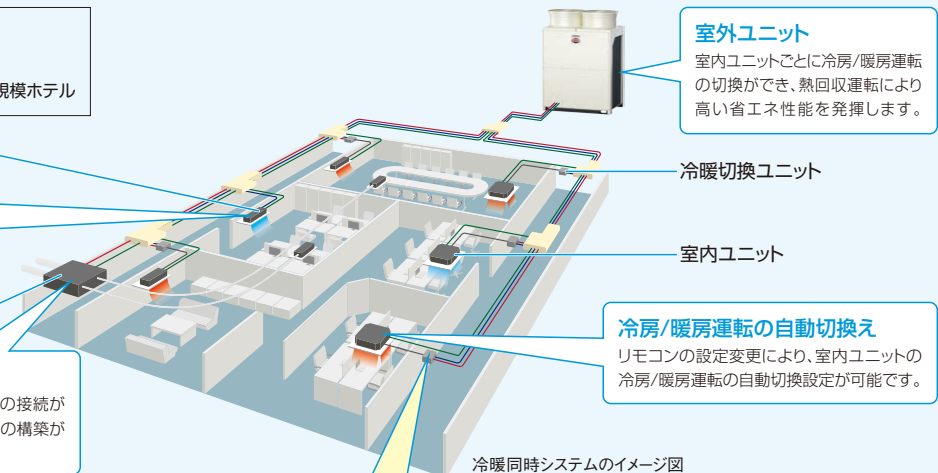 規模ホテル
室外ユニット
室内ユニットごとに冷房/暖房運転
の切換ができ、熱回収運転により
高い省エネ性能を発揮します。
冷暖切換ユニット
室内ユニット
冷房/暖房運転の自動切換え
リモコンの設定変更により、室内ユニットの
冷房/暖房運転の自動切換設定が可能です。
の接続が
の構築が
冷暖同時システムのイメージ図